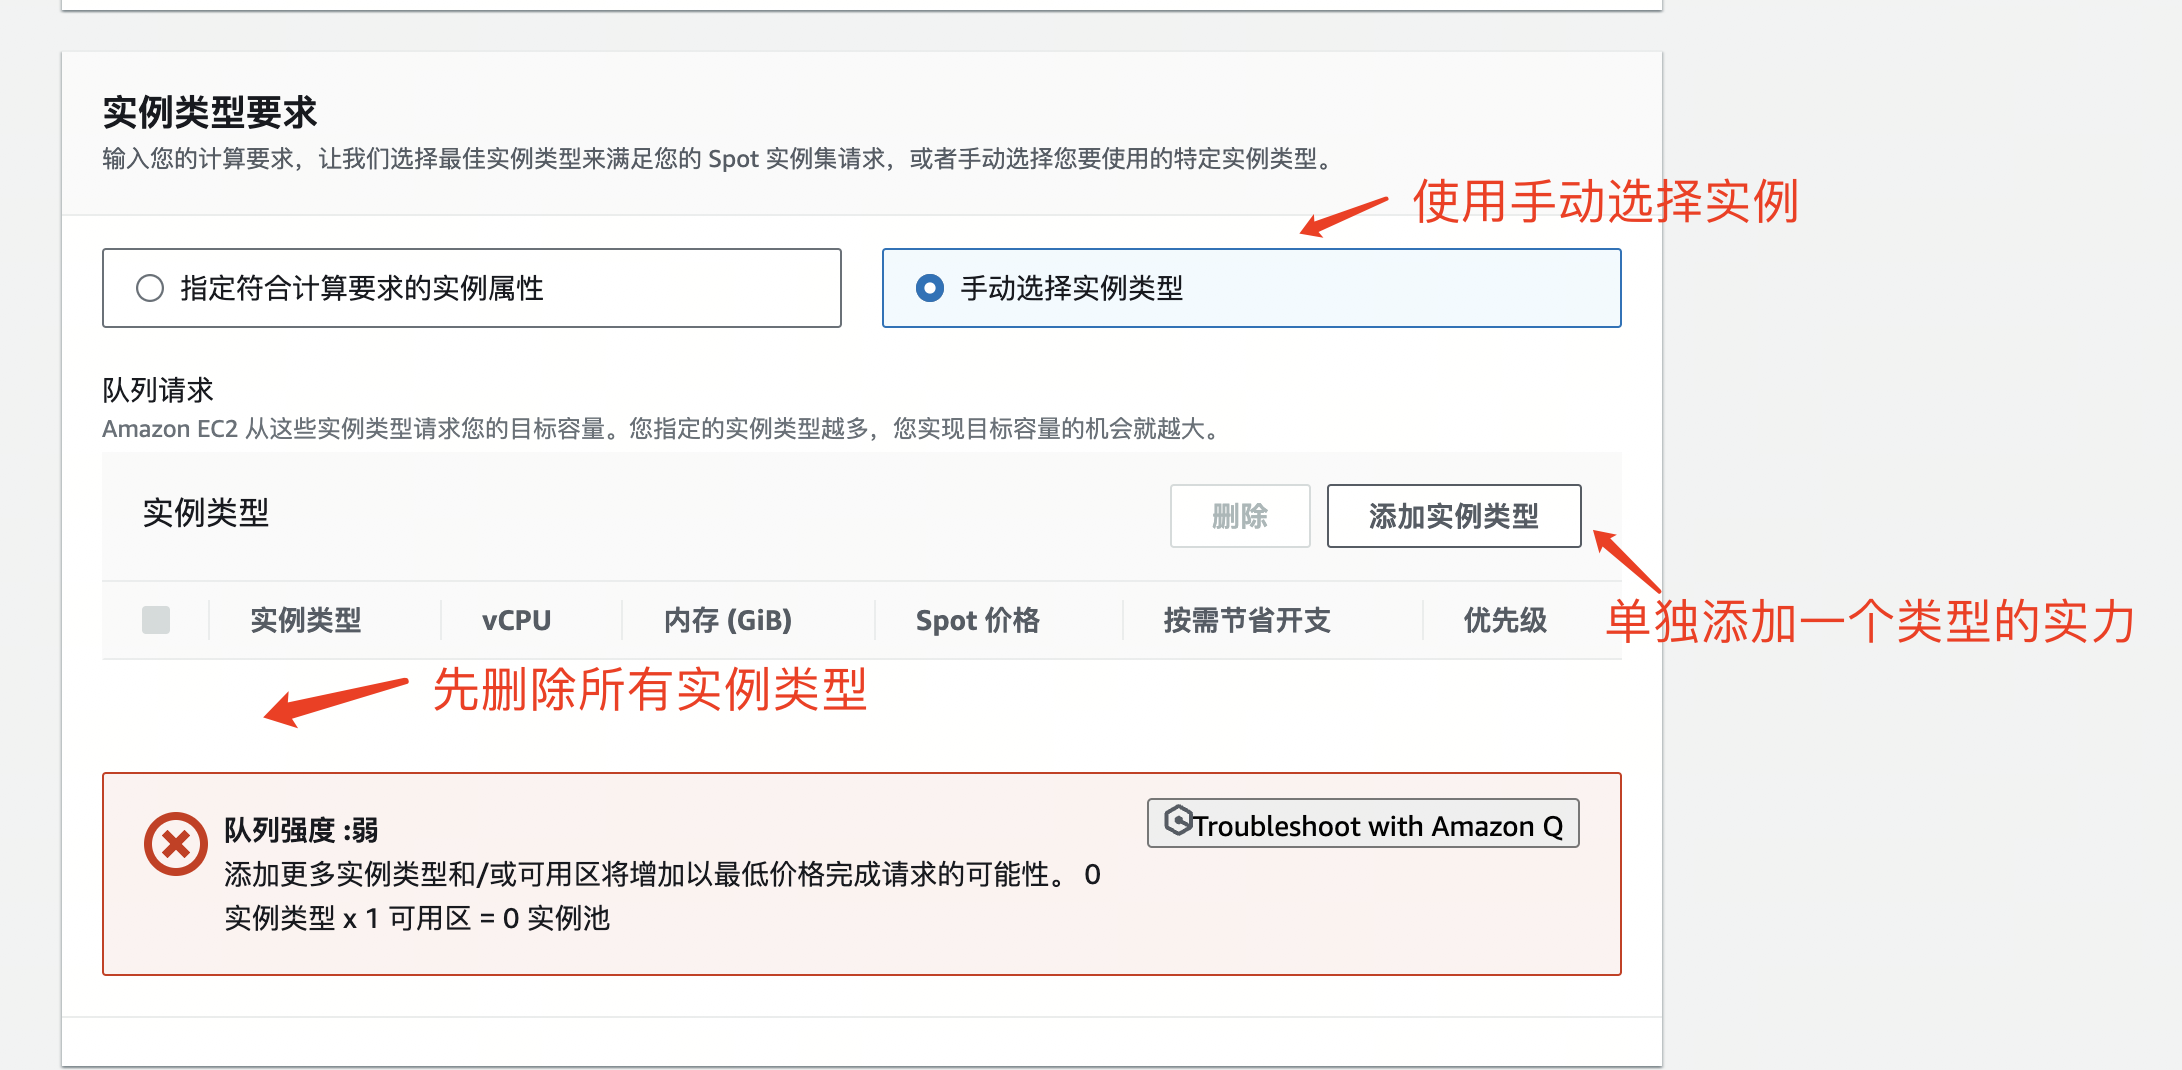 实例类型要求
输入您的计算要求，让我们选择最佳实例类型来满足您的 Spot 实例集请求，或者手动选择您要使用的特定实例类型。
使用手动选择实例
指定符合计算要求的实例属性
手动选择实例类型
队列请求
Amazon EC2 从这些实例类型请求您的目标容量。您指定的实例类型越多，您实现目标容量的机会就越大。
实例类型
删除
添加实例类型
实例类型 vCPU 内存 (GiB) Spot 价格 按需节省开支 优先级
单独添加一个类型的实力
先删除所有实例类型
队列强度 :弱
Troubleshoot with Amazon Q
添加更多实例类型和/或可用区将增加以最低价格完成请求的可能性。 0
实例类型 x 1 可用区 = 0 实例池